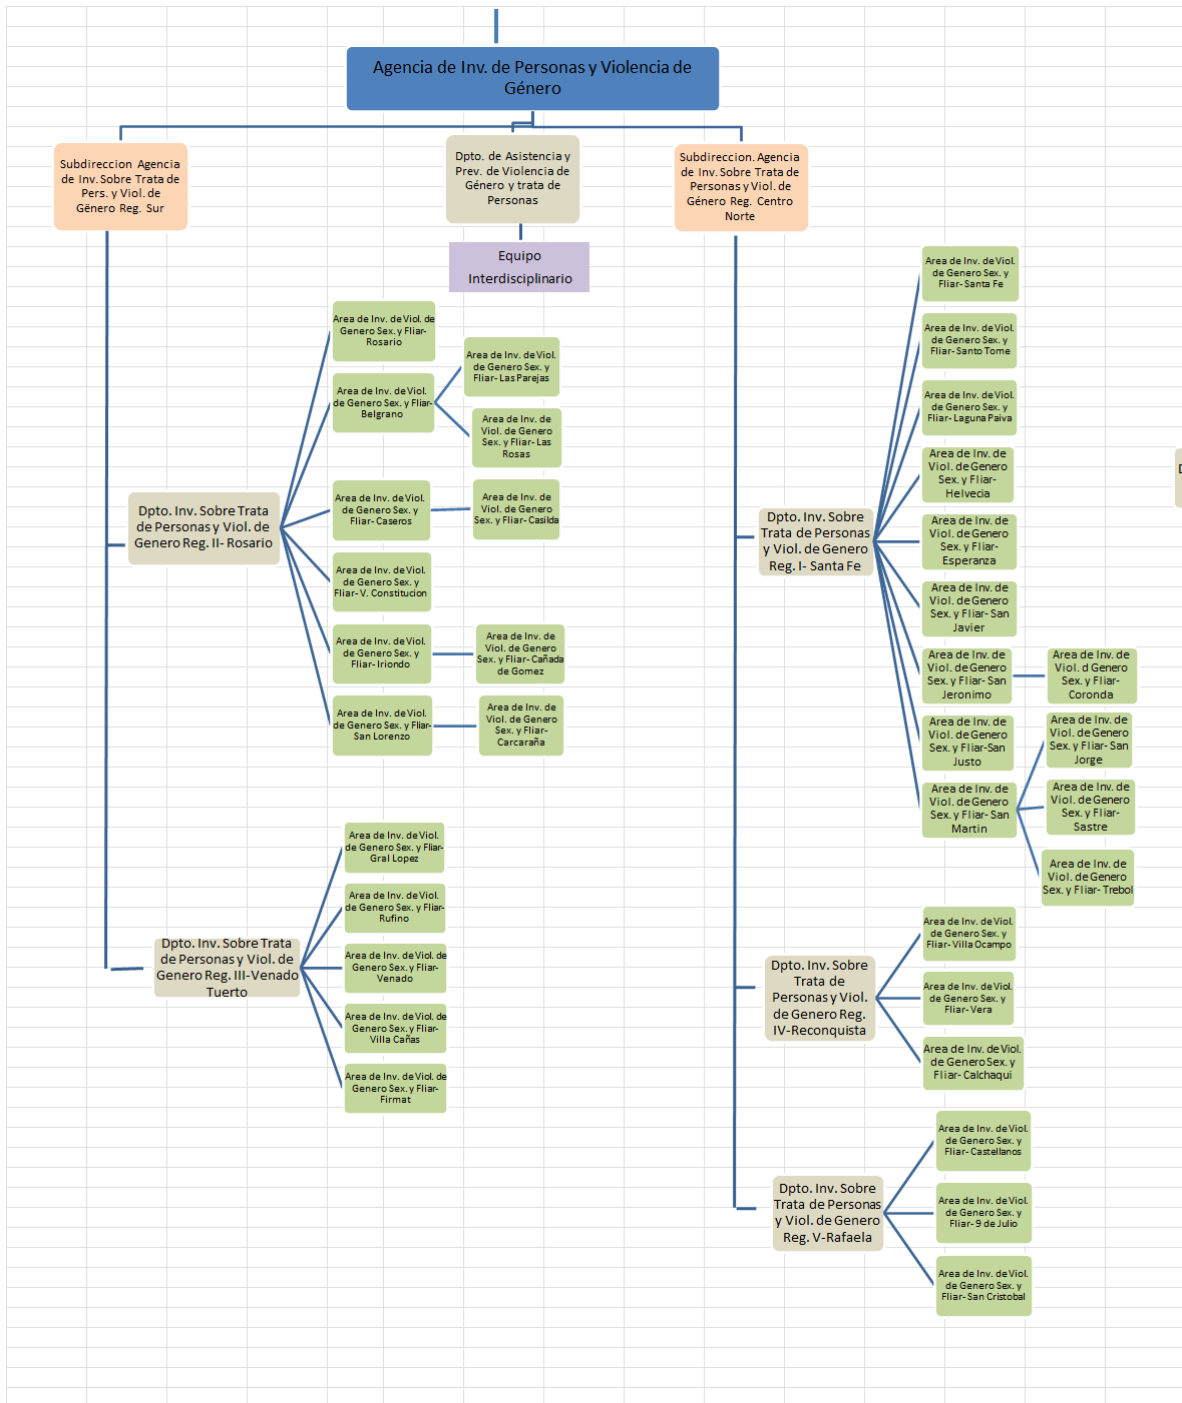 Agencia de Inv. de Personas y Violencia de
Género
Subdireccion Agencia
de Inv. Sobre Trata de
Pers. y Viol. de
Gënero Reg. Sur
Dpto. de Asistencia y
Prev. de Violencia de
Género y trata de
Personas
Equipo
Interdisciplinario
Subdireccion. Agencia
de Inv. Sobre Trata de
Personas y Viol. de
Género Reg. Centro
Norte
Dpto. Inv. Sobre Trata
de Personas y Viol. de
Genero Reg. II- Rosario
Area de Inv. de Viol. de
Genero Sex. y Fliar-
Rosario
Area de Inv. de Viol.
de Genero Sex. y Fliar-
Belgrano
Area de Inv. de Viol.
de Genero Sex. y
Fliar- Las Parejas
Area de Inv. de
Viol. de Genero
Sex. y Fliar- Las
Rosas
Area de Inv. de Viol.
de Genero Sex. y
Fliar- Caseros
Area de Inv. de
Viol. de Genero
Sex. y Fliar- Casilda
Area de Inv. de Viol.
de Genero Sex. y
Fliar- V. Constitucion
Area de Inv. de Viol.
de Genero Sex. y
Fliar- Iriondo
Area de Inv. de
Viol. de Genero
Sex. y Fliar- Cañada
de Gomez
Area de Inv. de Viol.
de Genero Sex. y Fliar-
San Lorenzo
Area de Inv. de
Viol. de Genero
Sex. y Fliar-
Carcaraña
Dpto. Inv. Sobre Trata
de Personas y Viol. de
Genero Reg. III-Venado
Tuerto
Area de Inv. de Viol.
de Genero Sex. y Fliar-
Gral Lopez
Area de Inv. de Viol.
de Genero Sex. y Fliar-
Rufino
Area de Inv. de Viol. de
Genero Sex. y Fliar-
Venado
Area de Inv. de Viol. de
Genero Sex. y Fliar-
Villa Cañas
Area de Inv. de Viol. de
Genero Sex. y Fliar-
Firmat
Dpto. Inv. Sobre
Trata de Personas
y Viol. de Genero
Reg. I- Santa Fe
Area de Inv. de Viol.
de Genero Sex. y
Fliar- Santa Fe
Area de Inv. de Viol.
de Genero Sex. y
Fliar- Santo Tome
Area de Inv. de Viol.
de Genero Sex. y
Fliar- Laguna Paiva
Area de Inv. de
Viol. de Genero
Sex. y Fliar-
Helvecia
Area de Inv. de
Viol. de Genero
Sex. y Fliar-
Esperanza
Area de Inv. de
Viol. de Genero
Sex. y Fliar- San
Javier
Area de Inv. de
Viol. de Genero
Sex. y Fliar- San
Jeronimo
Area de Inv. de
Viol. d Genero
Sex. y Fliar-
Coronda
Area de Inv. de
Viol. de Genero
Sex. y Fliar-San
Justo
Area de Inv. de
Viol. de Genero
Sex. y Fliar- San
Martin
Area de Inv. de
Viol. de Genero
Sex. y Fliar- San
Jorge
Area de Inv. de
Viol. de Genero
Sex. y Fliar-
Sastre
Area de Inv. de
Viol. de Genero
Sex. y Fliar- Trebol
Dpto. Inv. Sobre
Trata de
Personas y Viol.
de Genero Reg.
IV-Reconquista
Area de Inv. de Viol.
de Genero Sex. y
Fliar- Villa Ocampo
Area de Inv. de Viol.
de Genero Sex. y
Fliar- Vera
Area de Inv. de Viol.
de Genero Sex. y
Fliar- Calchaqui
Dpto. Inv. Sobre
Trata de Personas
y Viol. de Genero
Reg. V-Rafaela
Area de Inv. de Viol.
de Genero Sex. y
Fliar- Castellanos
Area de Inv. de Viol.
de Genero Sex. y
Fliar- 9 de Julio
Area de Inv. de Viol.
de Genero Sex. y
Fliar- San Cristobal